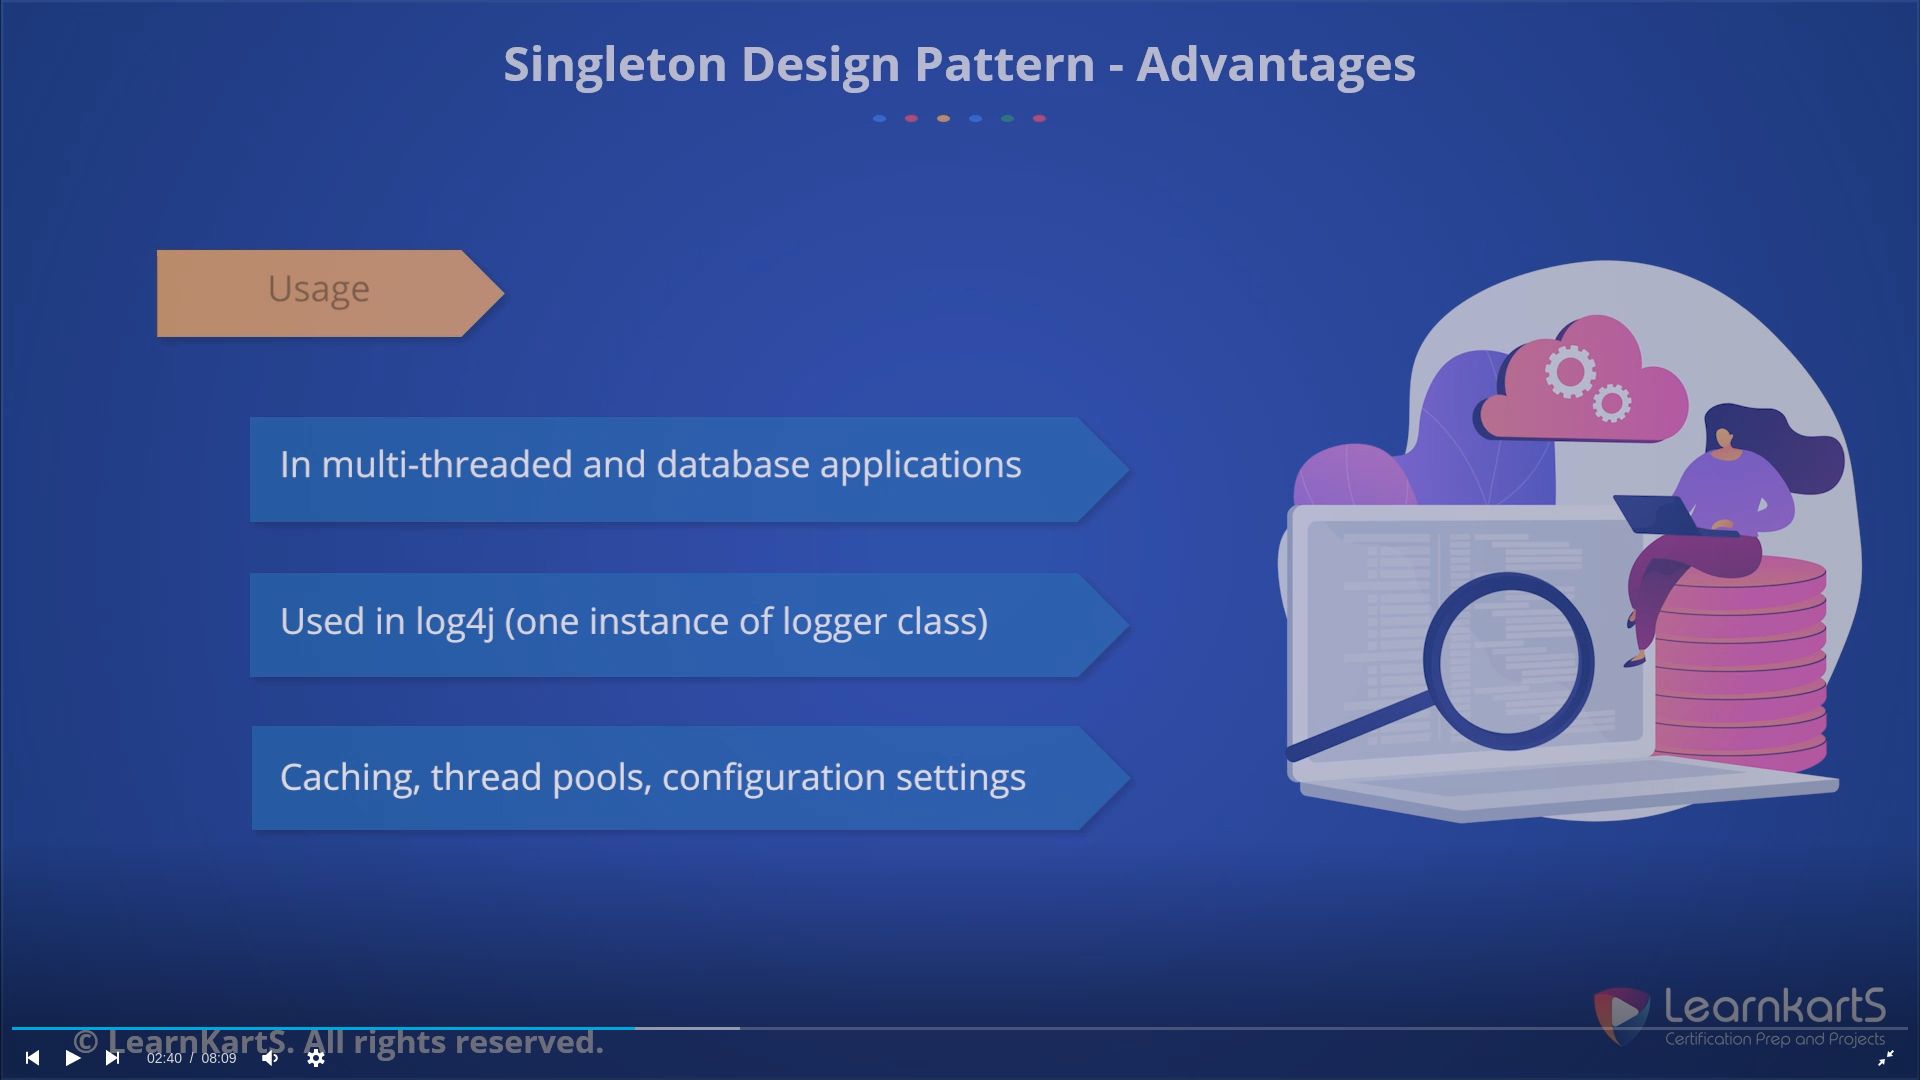 Singleton Design Pattern - Advantages
Usage
In multi-threaded and database applications
Used in log4j (one instance of logger class)
Caching, thread pools, configuration settings
LearnkartS
Certification Prep and Projects
© LearnKartS. All rights reserved.
02:40 / 08:09